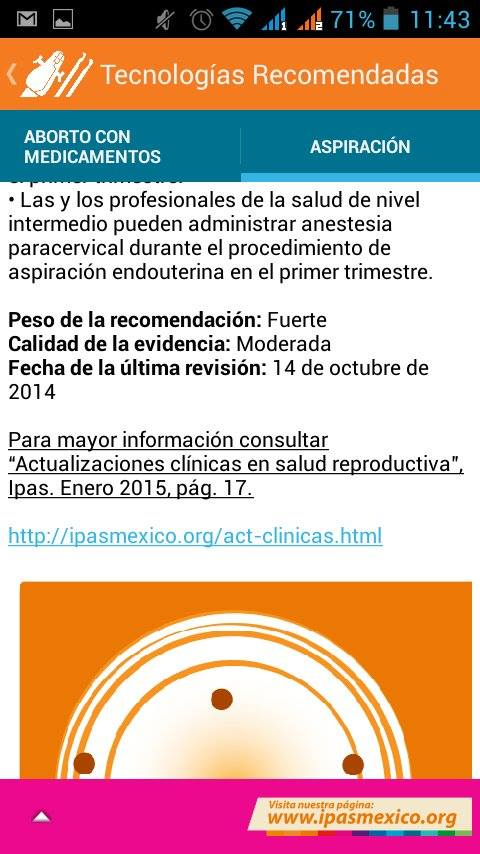 71% 11:43
Tecnologías Recomendadas
ABORTO CON
MEDICAMENTOS
ASPIRACIÓN
el primer trimestre.
• Las y los profesionales de la salud de nivel
intermedio pueden administrar anestesia
paracervical durante el procedimiento de
aspiración endouterina en el primer trimestre.
Peso de la recomendación: Fuerte
Calidad de la evidencia: Moderada
Fecha de la última revisión: 14 de octubre de
2014
Para mayor información consultar
“Actualizaciones clínicas en salud reproductiva”,
Ipas. Enero 2015, pág. 17.
http://ipasmexico.org/act-clinicas.html
Visita nuestra página:
www.ipasmexico.org